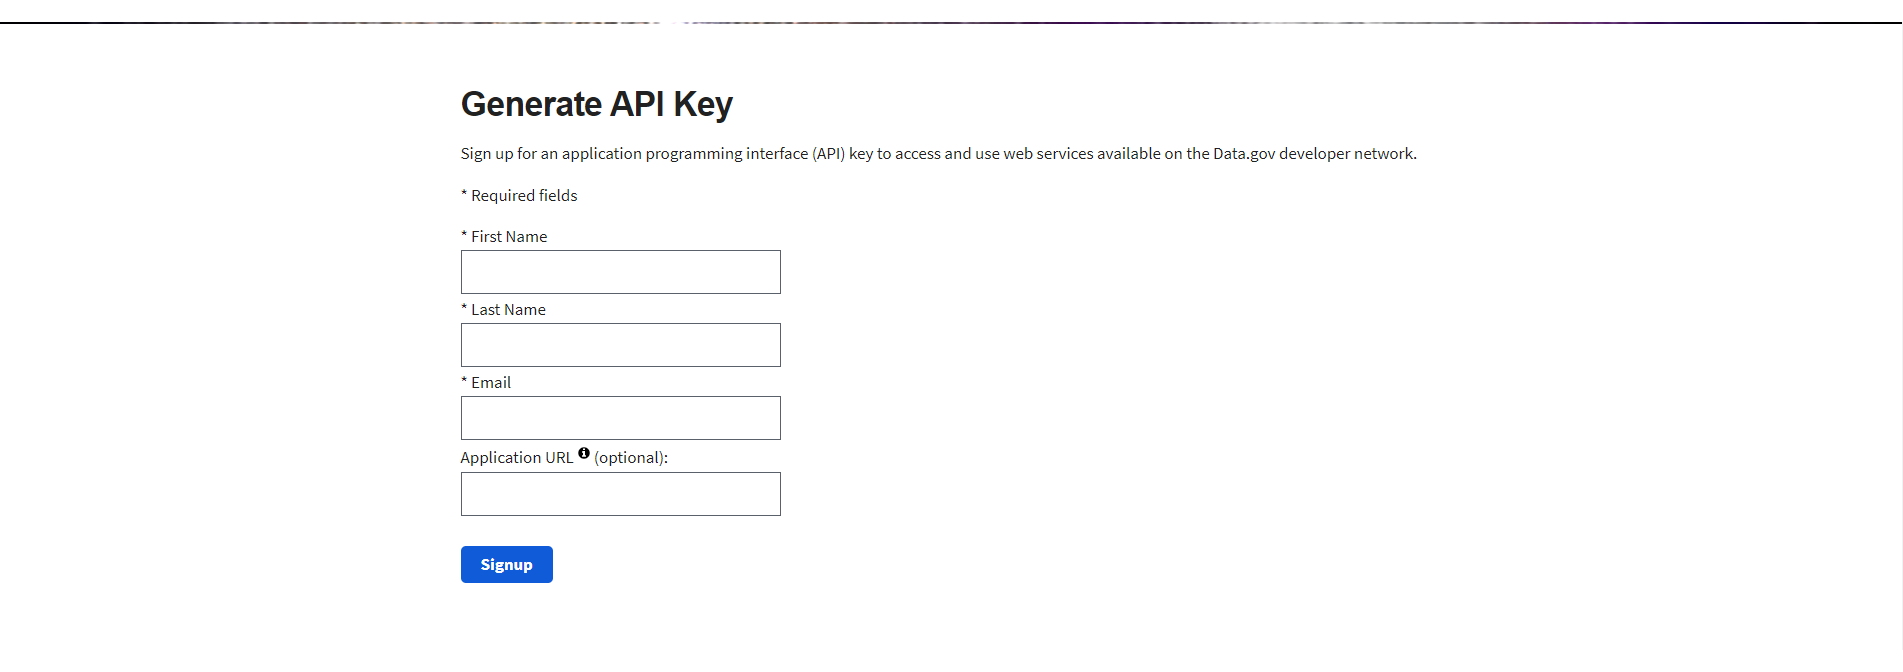 Generate API Key
Sign up for an application programming interface (API) key to access and use web services available on the Data.gov developer network.
* Required fields
* First Name
* Last Name
* Email
Application URL (optional):
Signup